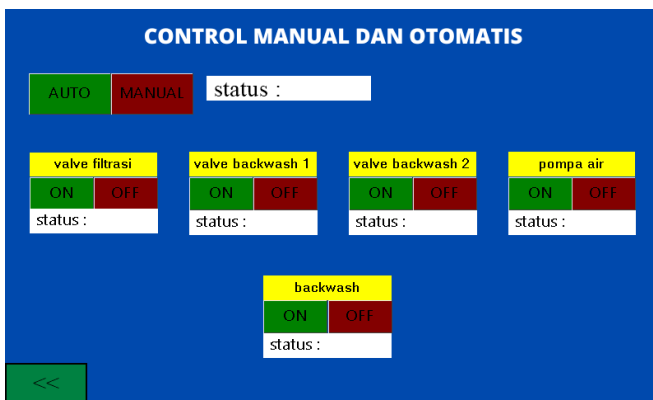 CONTROL MANUAL DAN OTOMATIS
AUTO MANUAL status :
valve filtrasi valve backwash 1 valve backwash 2 pompa air
ON OFF ON OFF ON OFF ON OFF
status : status : status : status :
backwash
ON OFF
status :
<<